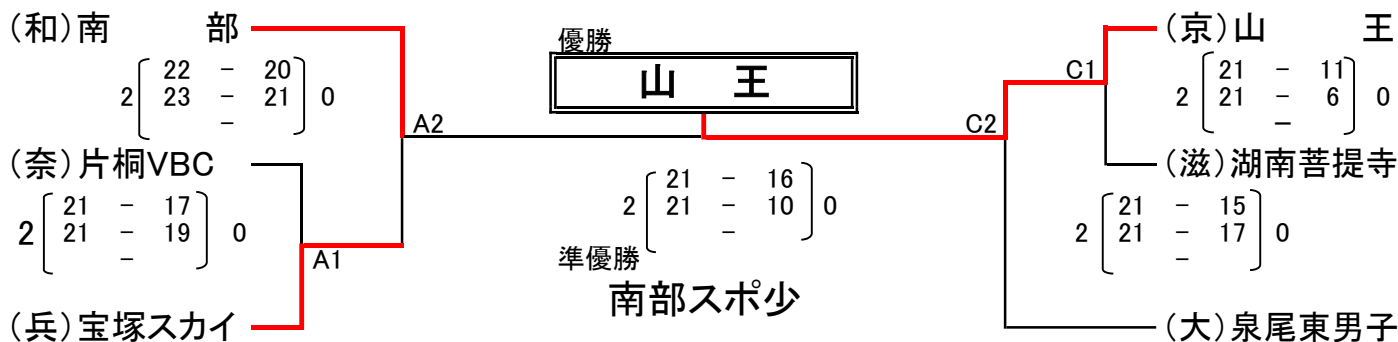 (和)南 部
22 - 20
2 23 - 21 0
-
A2
(奈)片桐VBC
21 - 17
2 21 - 19 0
-
A1
(兵)宝塚スカイ
優勝
山 王
21 - 16
2 21 - 10 0
-
準優勝
南部スポ少
(京)山 王
C1
21 - 11
2 21 - 6 0
-
C2
(滋)湖南菩提寺
21 - 15
2 21 - 17 0
-
(大)泉尾東男子